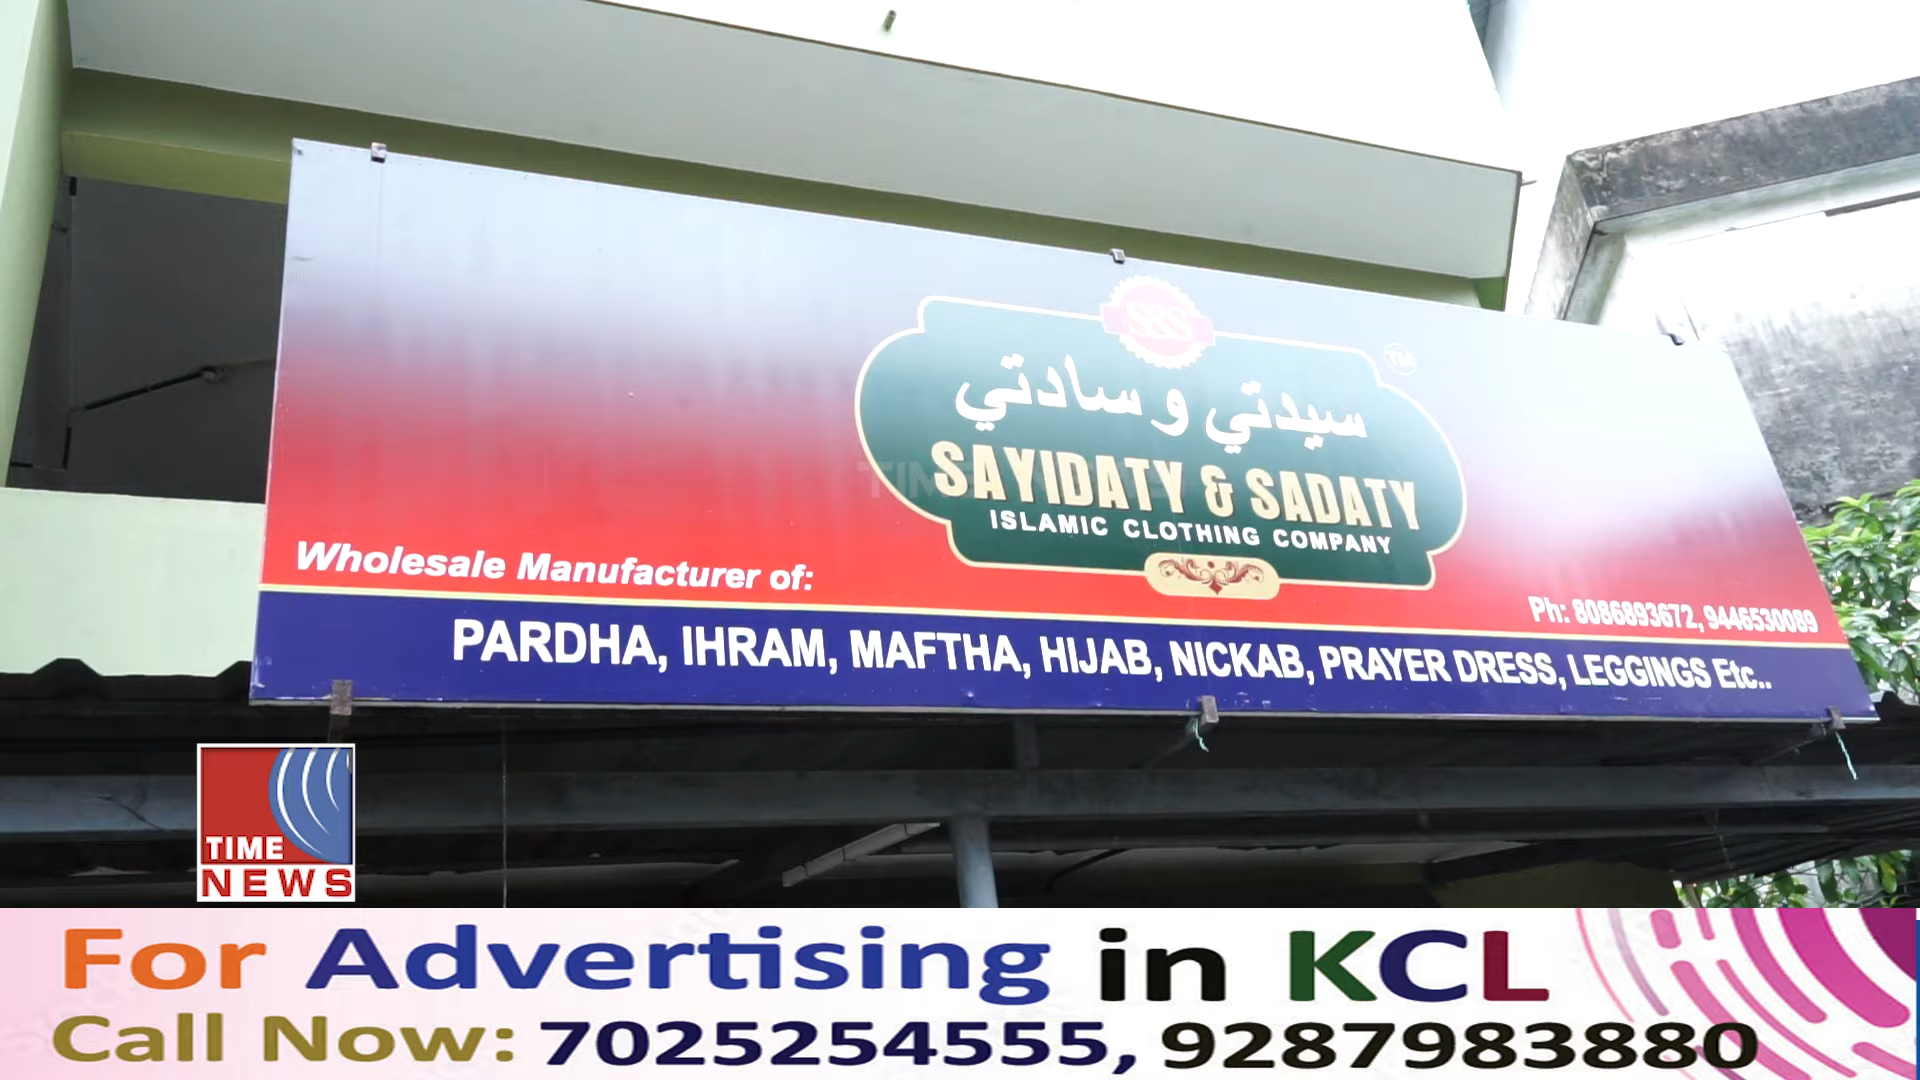 SBS
TM
سيدتي و سادتي
SAYIDATY & SADATY
ISLAMIC CLOTHING COMPANY
Wholesale Manufacturer of:
Ph: 8086893672, 9446530089
PARDHA, IHRAM, MAFTHA, HIJAB, NICKAB, PRAYER DRESS, LEGGINGS Etc..
TIME
NEWS
For Advertising in KCL
Call Now: 7025254555, 9287983880